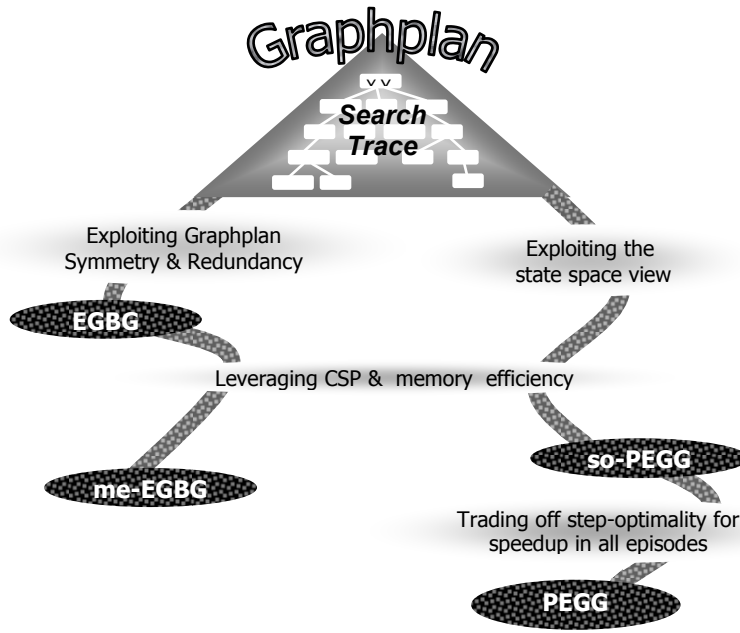 Graphplan
Search
Trace
Exploiting Graphplan
Symmetry & Redundancy
Exploiting the
state space view
EGBG
Leveraging CSP & memory efficiency
so-PEGG
me-EGBG
Trading off step-optimality for
speedup in all episodes
PEGG